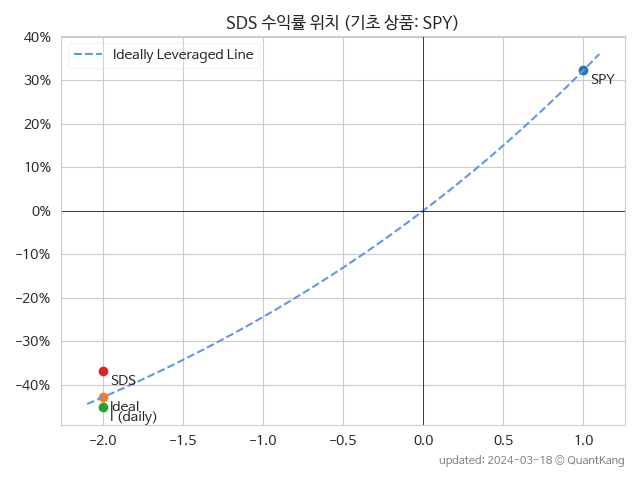 SDS 수익률 위치 (기초 상품: SPY)
40%
30%
20%
10%
0%
-10%
-20%
-30%
-40%
Ideally Leveraged Line
SPY
SDS
Ideal
(daily)
-2.0 -1.5 -1.0 -0.5 0.0 0.5 1.0
updated: 2024-03-18 © QuantKang